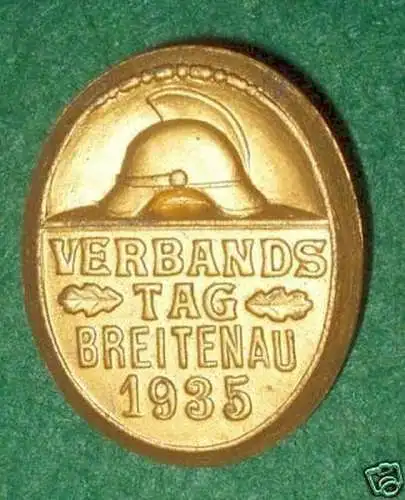 VERBANDS
TAG
BREITENAU
1935